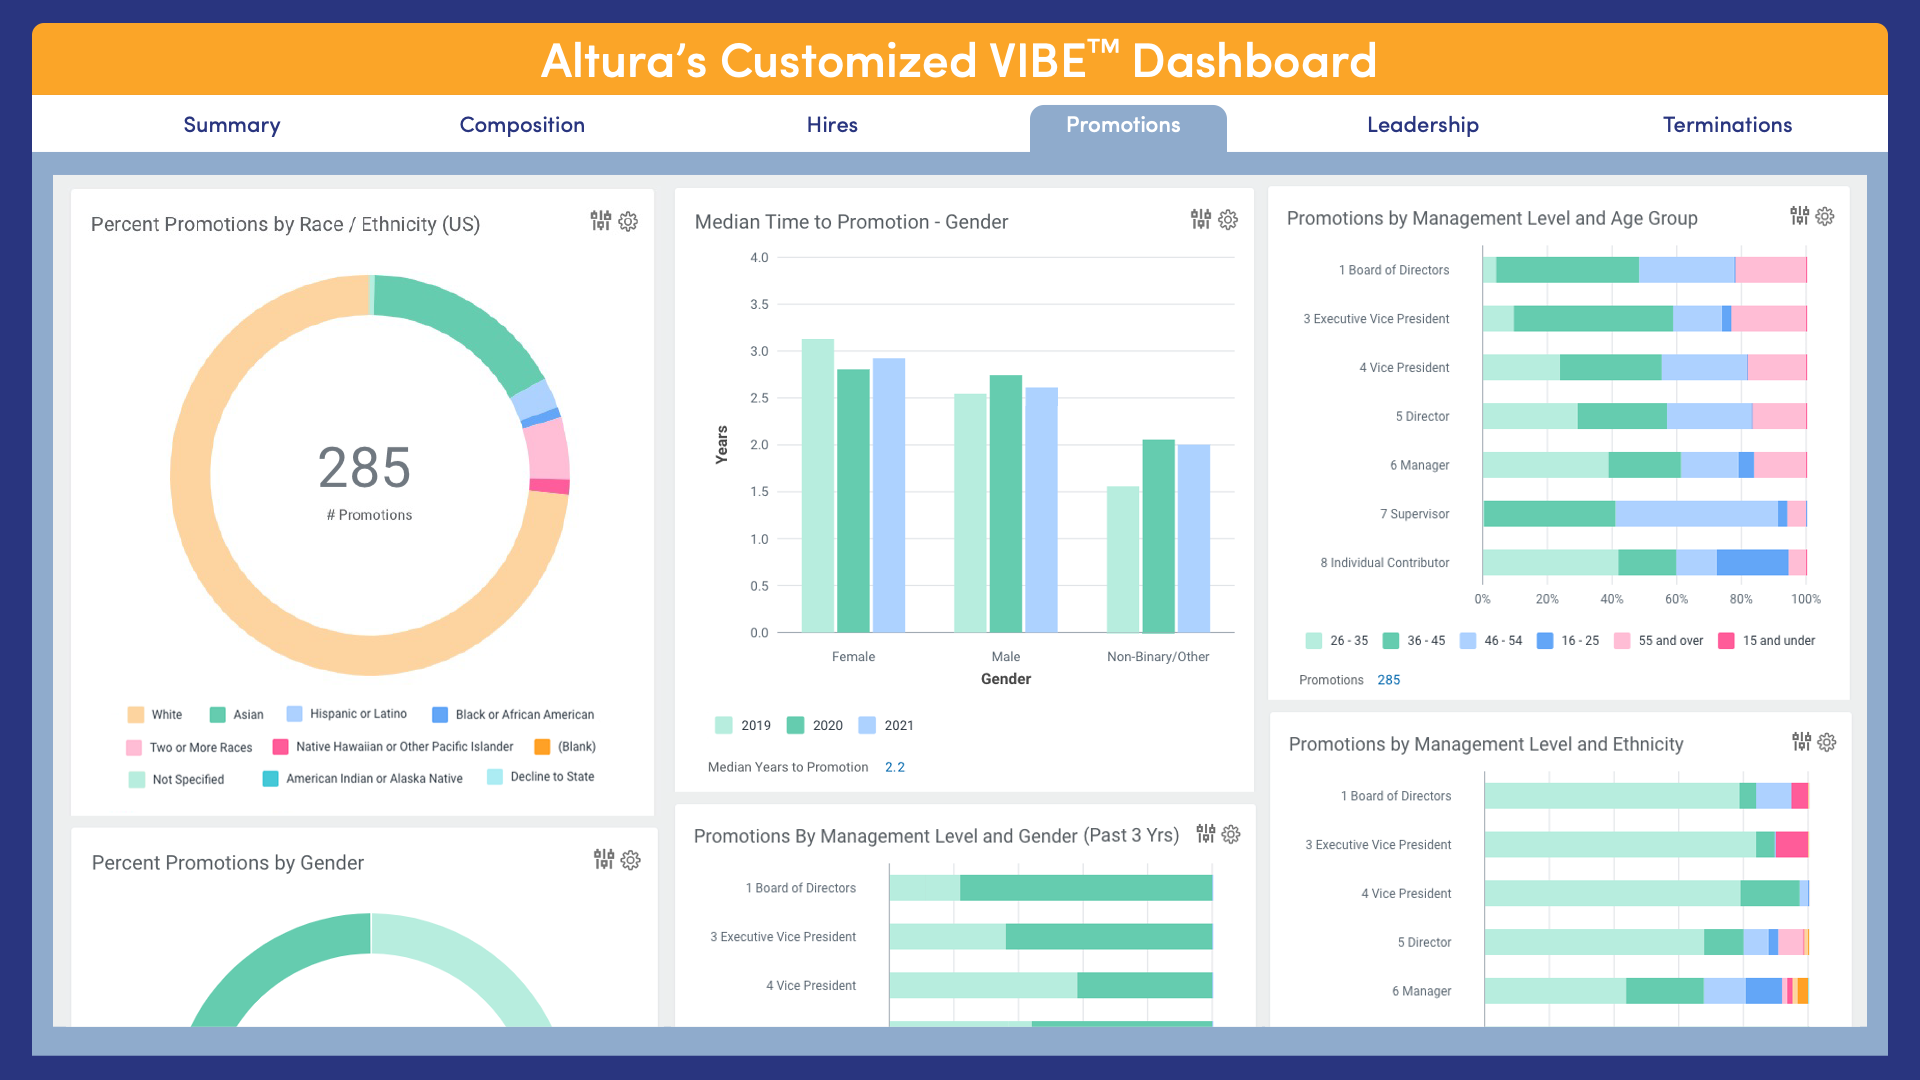 Altura’s Customized VIBE™ Dashboard
Summary Composition Hires Promotions Leadership Terminations
Percent Promotions by Race / Ethnicity (US)
285
# Promotions
White Asian Hispanic or Latino Black or African American
Two or More Races Native Hawaiian or Other Pacific Islander (Blank)
Not Specified American Indian or Alaska Native Decline to State
Percent Promotions by Gender
Median Time to Promotion - Gender
4.0
3.5
3.0
2.5
2.0
1.5
1.0
0.5
0.0
Years
Female Male Non-Binary/Other
Gender
2019 2020 2021
Median Years to Promotion 2.2
Promotions By Management Level and Gender (Past 3 Yrs)
1 Board of Directors
3 Executive Vice President
4 Vice President
Promotions by Management Level and Age Group
1 Board of Directors
3 Executive Vice President
4 Vice President
5 Director
6 Manager
7 Supervisor
8 Individual Contributor
0% 20% 40% 60% 80% 100%
26 - 35 36 - 45 46 - 54 16 - 25 55 and over 15 and under
Promotions 285
Promotions by Management Level and Ethnicity
1 Board of Directors
3 Executive Vice President
4 Vice President
5 Director
6 Manager